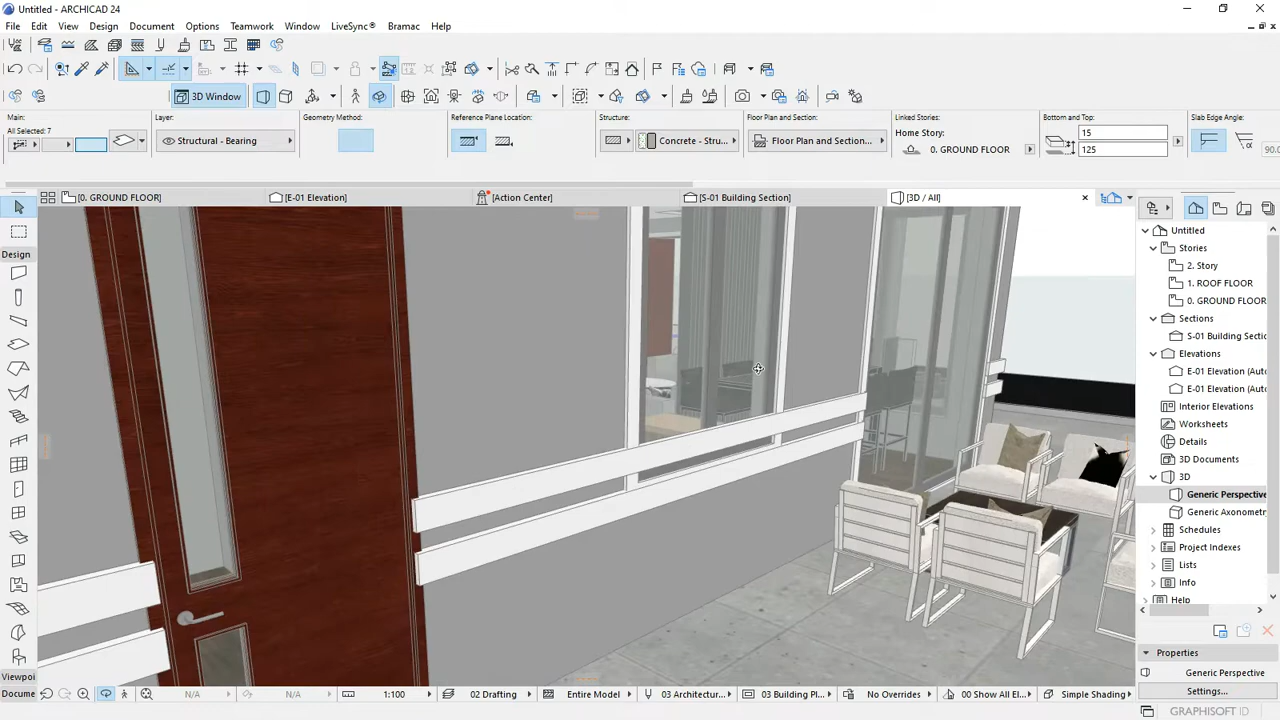 Untitled - ARCHICAD 24
File Edit View Design Document Options Teamwork Window LiveSync® Bramac Help
3D Window
Main:
All Selected: 7
Layer:
Structural - Bearing
Geometry Method:
Reference Plane Location:
Structure:
Concrete - Stru...
Floor Plan and Section:
Floor Plan and Section...
Linked Stories:
Home Story:
0. GROUND FLOOR
Bottom and Top:
15
125
Slab Edge Angle:
90.0
[0. GROUND FLOOR]
[E-01 Elevation]
[Action Center]
[S-01 Building Section]
[3D / All]
Design
Viewpoi
Docume
Untitled
Stories
2. Story
1. ROOF FLOOR
0. GROUND FLOOR
Sections
S-01 Building Section
Elevations
E-01 Elevation (Auto
E-01 Elevation (Auto
Interior Elevations
Worksheets
Details
3D Documents
3D
Generic Perspective
Generic Axonometr
Schedules
Project Indexes
Lists
Info
Help
Properties
Generic Perspective
Settings...
N/A
N/A
1:100
02 Drafting
Entire Model
03 Architectur...
03 Building Pl...
No Overrides
00 Show All El...
Simple Shading
GRAPHISOFT ID